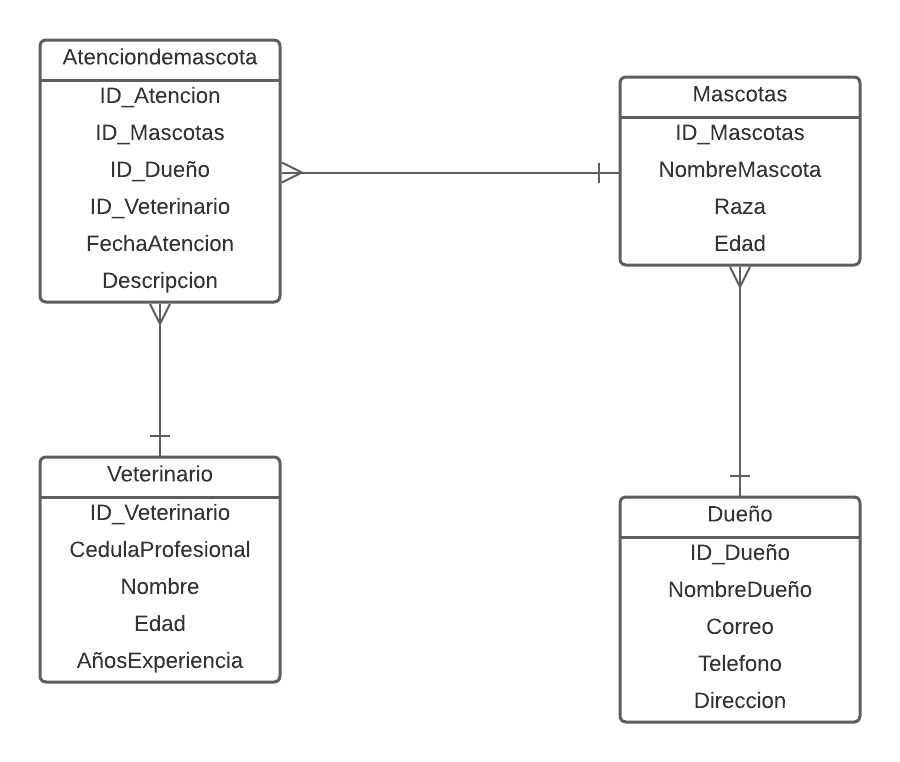 Atenciondemascota
ID_Atencion
ID_Mascotas
ID_Dueño
ID_Veterinario
FechaAtencion
Descripcion
Mascotas
ID_Mascotas
NombreMascota
Raza
Edad
Veterinario
ID_Veterinario
CedulaProfesional
Nombre
Edad
AñosExperiencia
Dueño
ID_Dueño
NombreDueño
Correo
Telefono
Direccion